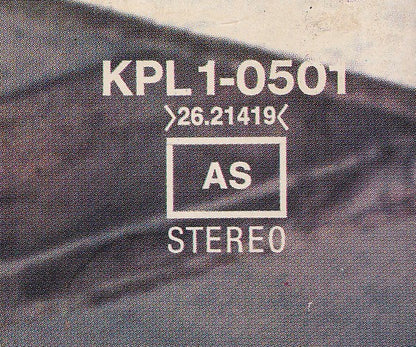 KPL1-0501
>26.21419<
AS
STEREO